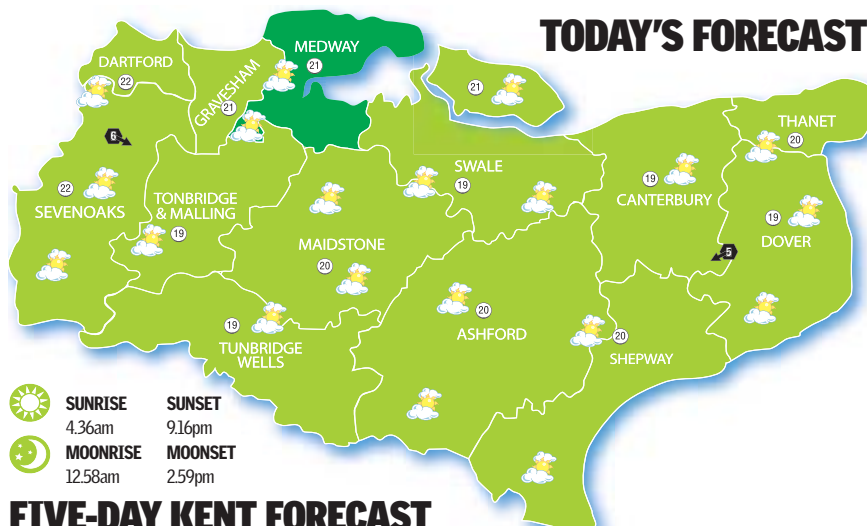 TODAY'S FORECAST
MEDWAY
21
DARTFORD
22
GRAVESHAM
21
21
THANET
20
6
SWALE
19
CANTERBURY
19
22
SEVENOAKS
TONBRIDGE
& MALLING
19
19
DOVER
MAIDSTONE
20
5
20
ASHFORD
19
TUNBRIDGE
WELLS
20
SHEPWAY
SUNRISE SUNSET
4.36am 9.16pm
MOONRISE MOONSET
12.58am 2.59pm
FIVE-DAY KENT FORECAST